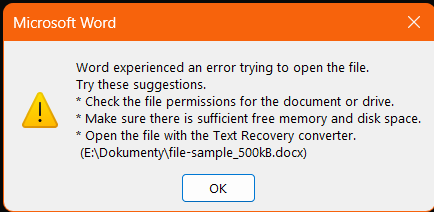 Microsoft Word
Word experienced an error trying to open the file.
Try these suggestions.
* Check the file permissions for the document or drive.
* Make sure there is sufficient free memory and disk space.
* Open the file with the Text Recovery converter.
(E:\Dokumenty\file-sample_500kB.docx)
OK